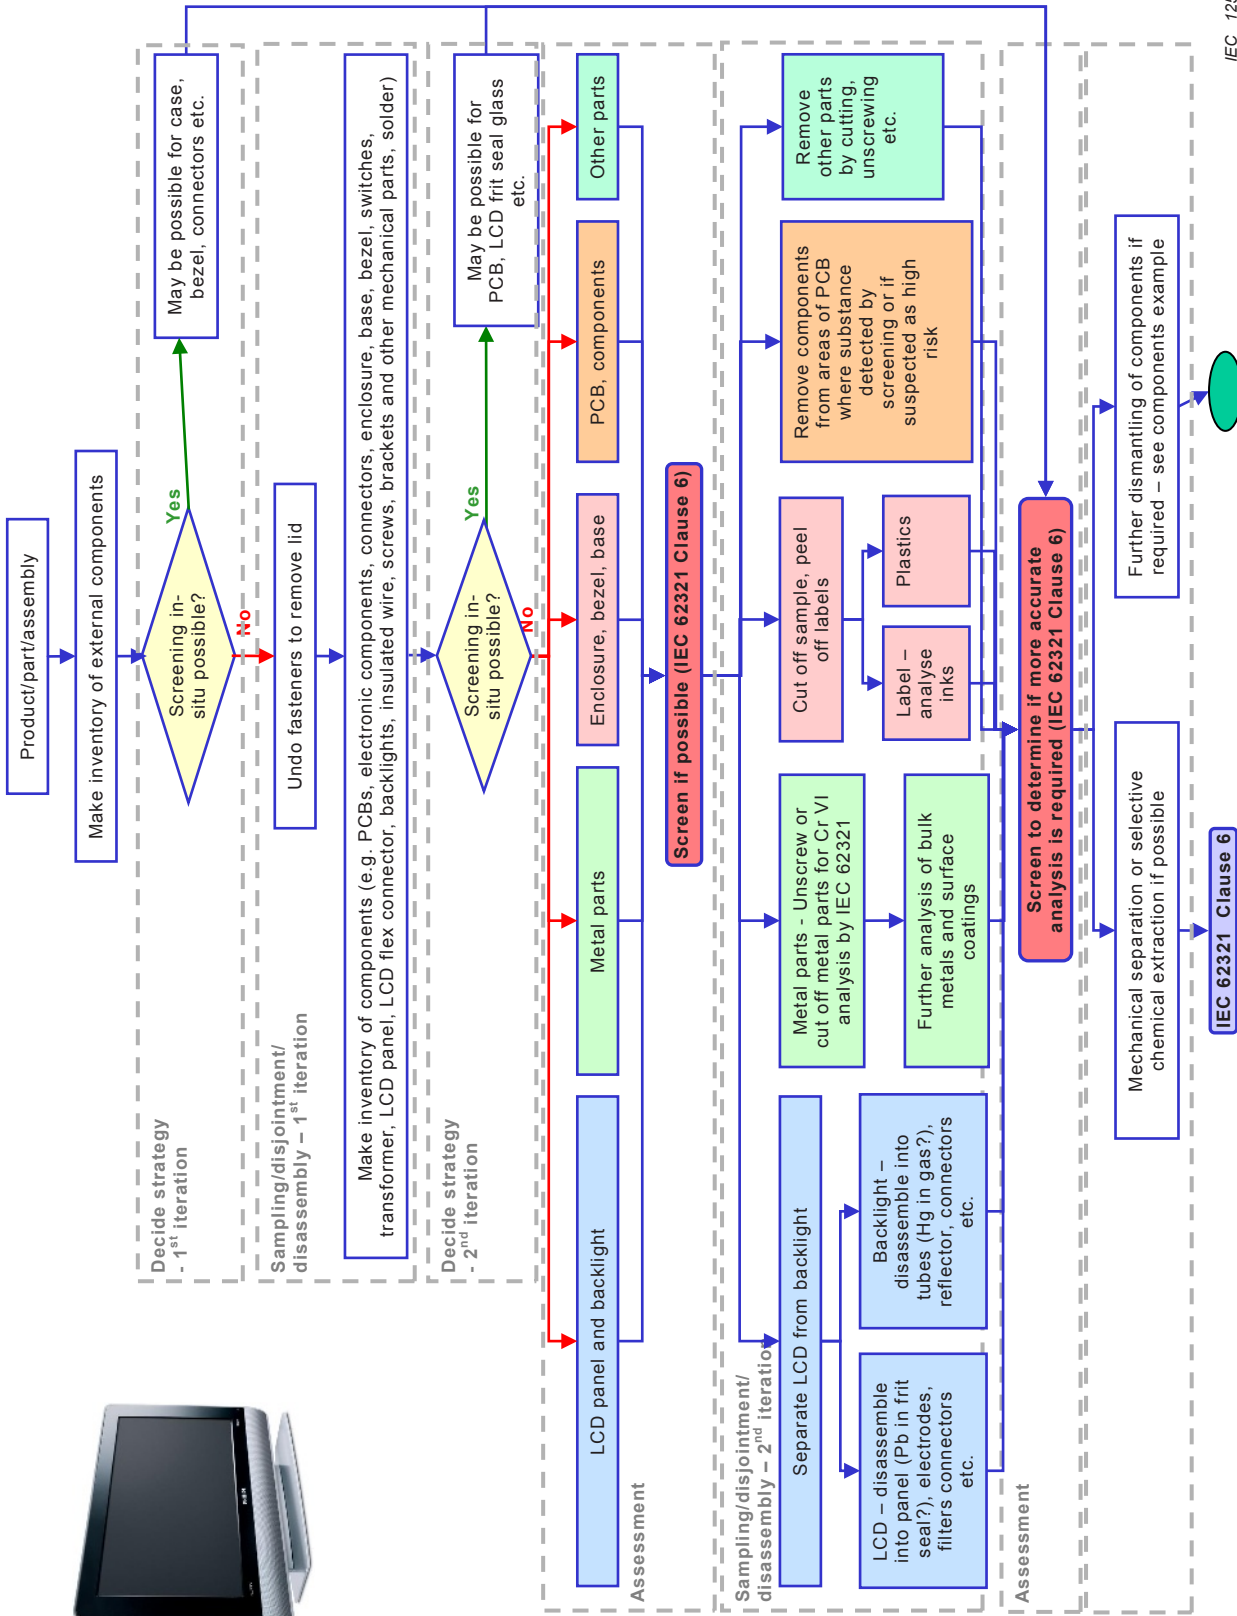 Product/part/assembly
Make inventory of external components
Decide strategy
- 1st iteration
Screening in-
situ possible?
Yes
No
May be possible for case,
bezel, connectors etc.
Sampling/disjointment/
disassembly – 1st iteration
Undo fasteners to remove lid
Make inventory of components (e.g. PCBs, electronic components, connectors, enclosure, base, bezel, switches,
transformer, LCD panel, LCD flex connector, backlights, insulated wire, screws, brackets and other mechanical parts, solder)
Decide strategy
- 2nd iteration
Screening in-
situ possible?
Yes
No
May be possible for
PCB, LCD frit seal glass
etc.
LCD panel and backlight
Metal parts
Enclosure, bezel, base
PCB, components
Other parts
Assessment
Screen if possible (IEC 62321 Clause 6)
Sampling/disjointment/
disassembly – 2nd iteration
Separate LCD from backlight
LCD – disassemble
into panel (Pb in frit
seal?), electrodes,
filters connectors
etc.
Backlight –
disassemble into
tubes (Hg in gas?),
reflector, connectors
etc.
Metal parts - Unscrew or
cut off metal parts for Cr VI
analysis by IEC 62321
Further analysis of bulk
metals and surface
coatings
Cut off sample, peel
off labels
Label –
analyse
inks
Plastics
Remove components
from areas of PCB
where substance
detected by
screening or if
suspected as high
risk
Remove
other parts
by cutting,
unscrewing
etc.
Assessment
Screen to determine if more accurate
analysis is required (IEC 62321 Clause 6)
Mechanical separation or selective
chemical extraction if possible
Further dismantling of components if
required – see components example
IEC 62321 Clause 6
IEC 125